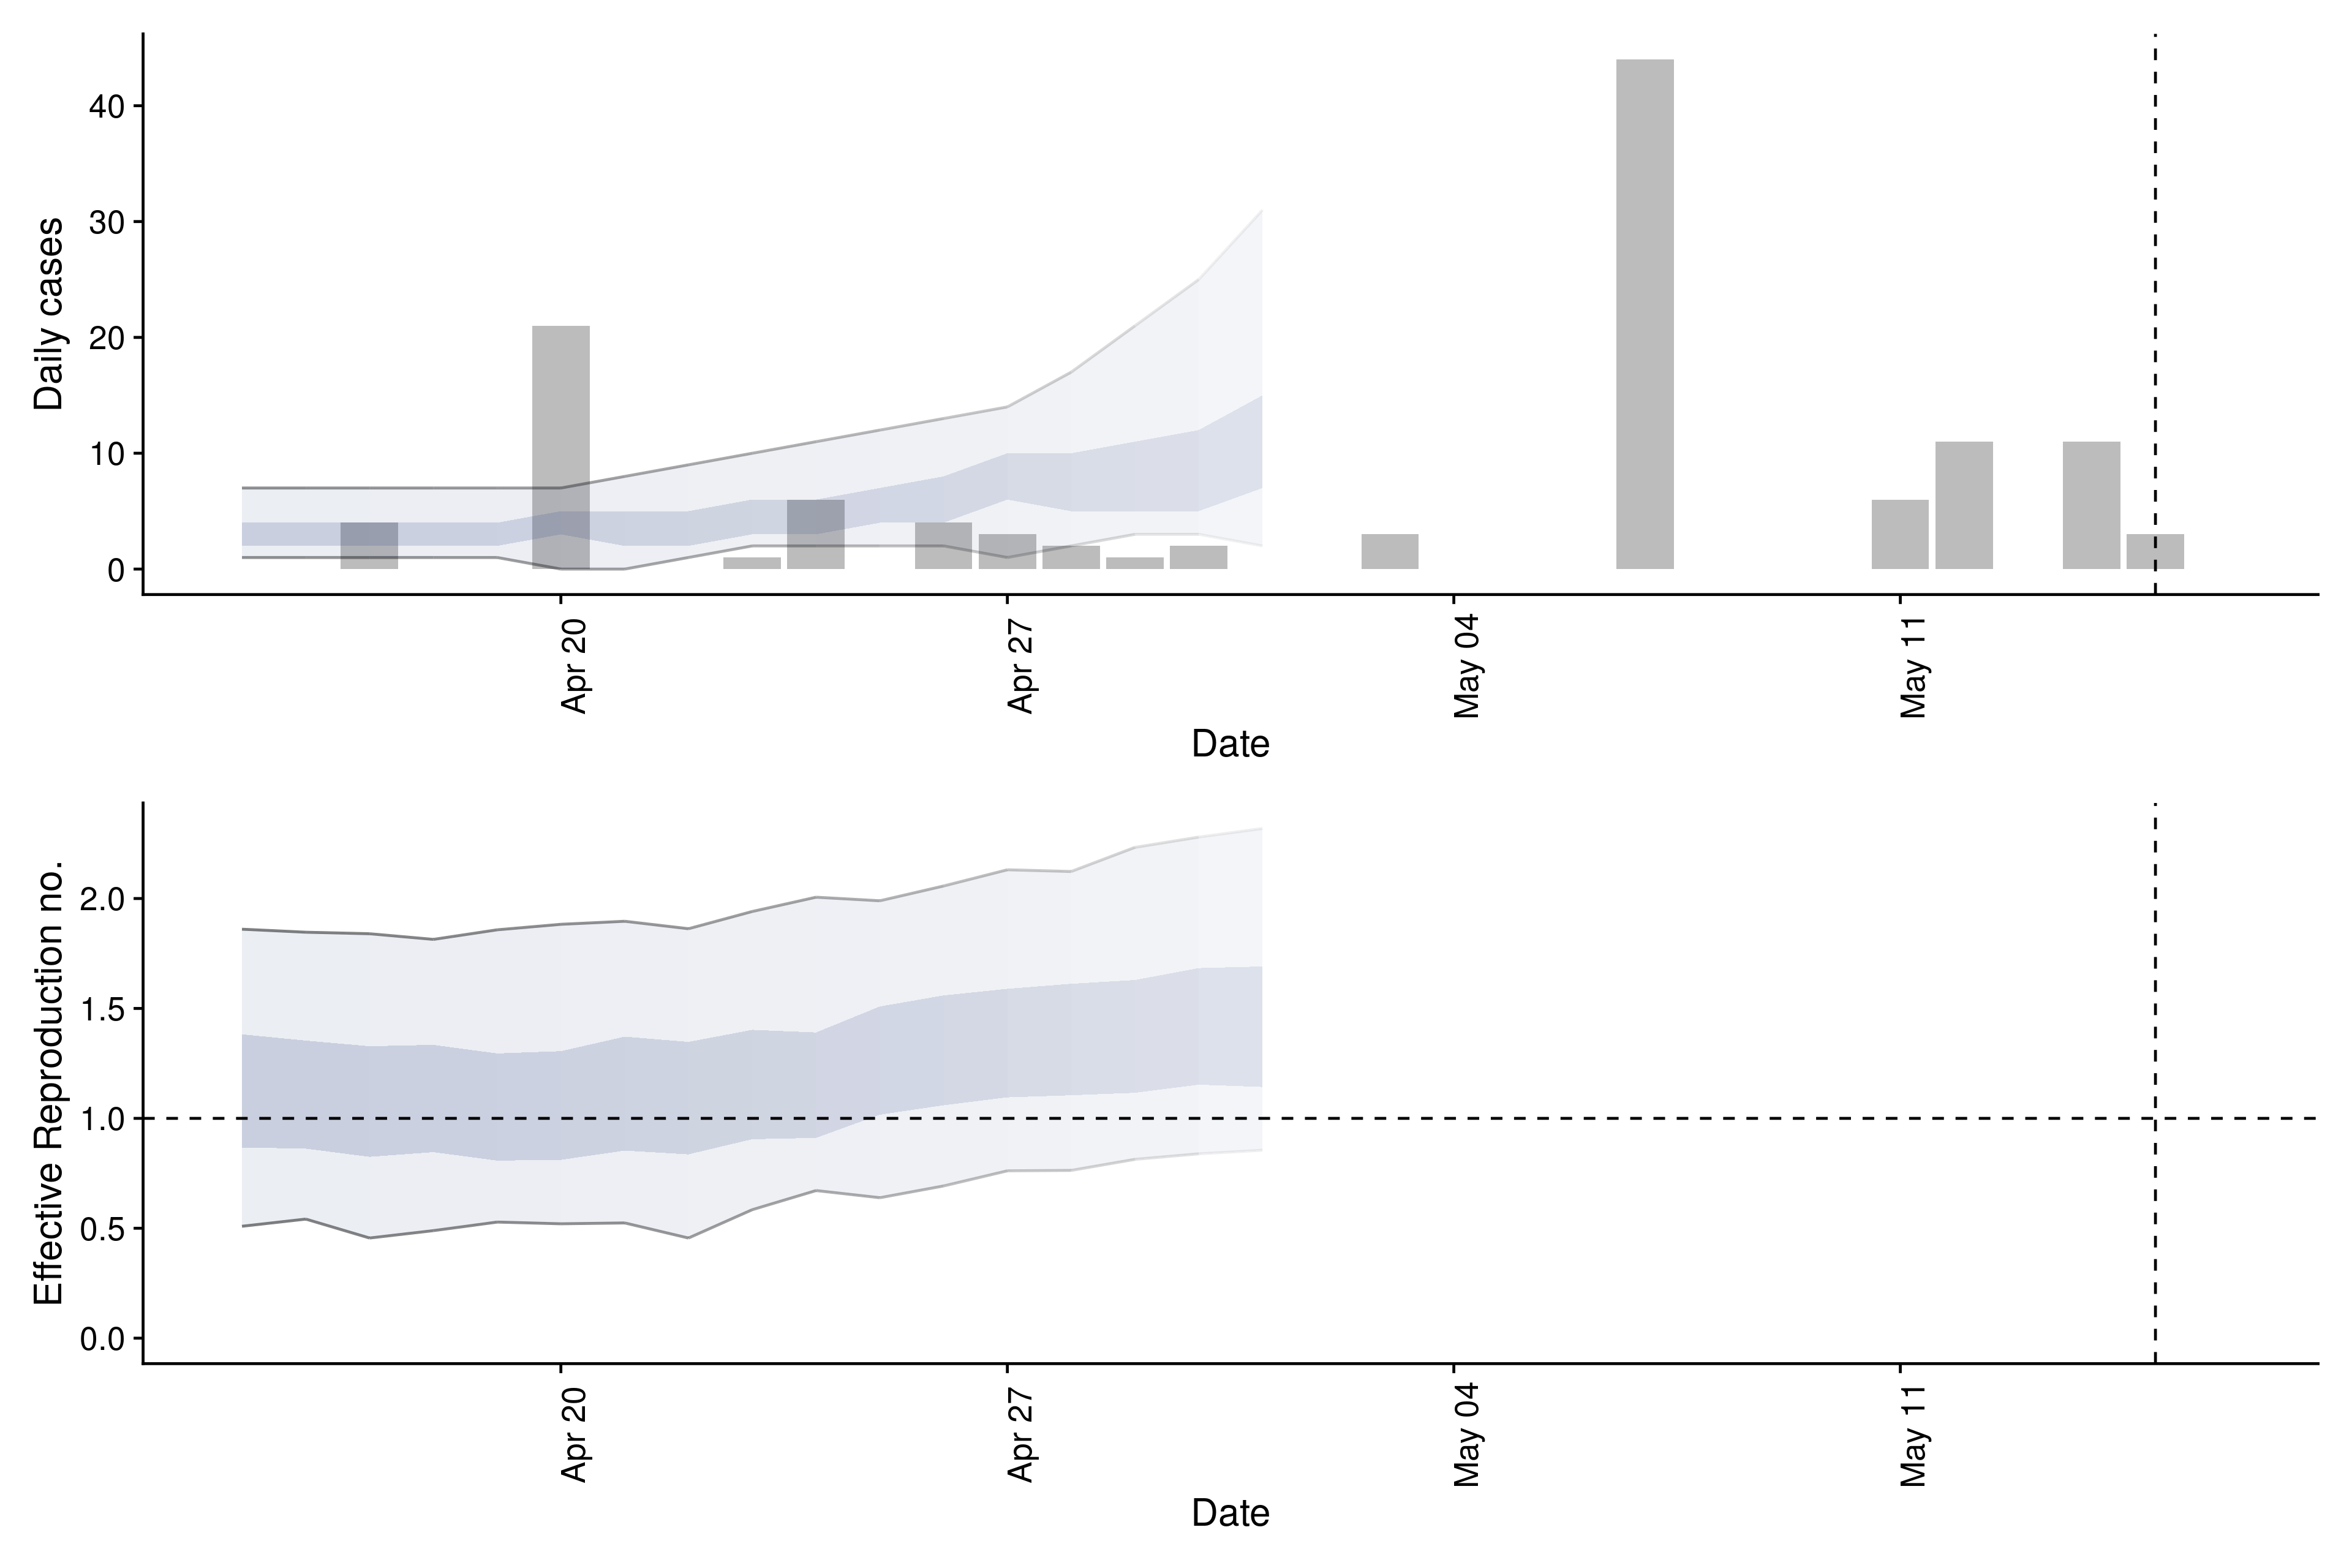 Daily cases
40
30
20
10
0
Apr 20
Apr 27
May 04
May 11
Date
Effective Reproduction no.
2.0
1.5
1.0
0.5
0.0
Apr 20
Apr 27
May 04
May 11
Date